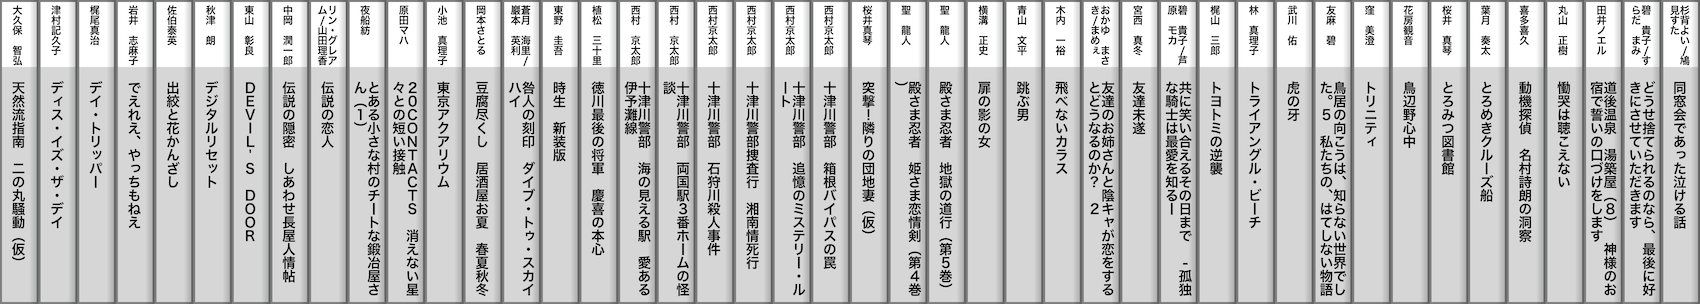 杉背よい/鳩
見すた
同窓会であった泣ける話
碧 貴子/す
らだ まみ
どうせ捨てられるのなら、最後に好
きにさせていただきます
田井ノエル
道後温泉 湯築屋(8) 神様のお
宿で誓いの口づけをします
丸山 正樹
慟哭は聴こえない
喜多喜久
動機探偵 名村詩朗の洞察
葉月 奏太
とろめきクルーズ船
桜井 真琴
とろみつ図書館
花房観音
鳥辺野心中
窪 美澄
トリニティ
友麻 碧
鳥居の向こうは、知らない世界でし
た。5 私たちの、はてしない物語
武川 佑
虎の牙
林 真理子
トライアングル・ビーチ
梶山 三郎
トヨトミの逆襲
碧 貴子/芦
原 モカ
共に笑い合えるその日まで -孤独
な騎士は最愛を知るー
宮西 真冬
友達未遂
おかゆ まさ
き/まめぇ
友達のお姉さんと陰キャが恋をする
とどうなるのか? 2
木内 一裕
飛べないカラス
青山 文平
跳ぶ男
横溝 正史
扉の影の女
聖 龍人
殿さま忍者 地獄の道行(第5巻)
聖 龍人
殿さま忍者 姫さま恋情剣(第4巻
)
桜井真琴
突撃!隣りの団地妻(仮)
西村京太郎
十津川警部 箱根バイパスの罠
西村京太郎
十津川警部 追憶のミステリー・ル
ート
西村京太郎
十津川警部捜査行 湘南情死行
西村京太郎
十津川警部 石狩川殺人事件
西村 京太郎
十津川警部 両国駅3番ホームの怪
談
西村 京太郎
十津川警部 海の見える駅 愛ある
伊予灘線
植松 三十里
徳川最後の将軍 慶喜の本心
東野 圭吾
時生 新装版
蒼月 海里/
巖本 英利
咎人の刻印 ダイブ・トゥ・スカイ
ハイ
岡本さとる
豆腐尽くし 居酒屋お夏 春夏秋冬
小池 真理子
東京アクアリウム
原田マハ
20CONTACTS 消えない星
々との短い接触
夜船紡
とある小さな村のチートな鍛冶屋さ
ん(1)
リン・グレア
ム/山田理香
伝説の恋人
中岡 潤一郎
伝説の隠密 しあわせ長屋人情帖
東山 彰良
DEVIL'S DOOR
秋津 朗
デジタルリセット
佐伯泰英
出絞と花かんざし
岩井 志麻子
でえれえ、やっちもねえ
梶尾真治
デイ・トリッパー
津村記久子
ディス・イズ・ザ・デイ
大久保 智弘
天然流指南 二の丸騒動(仮)